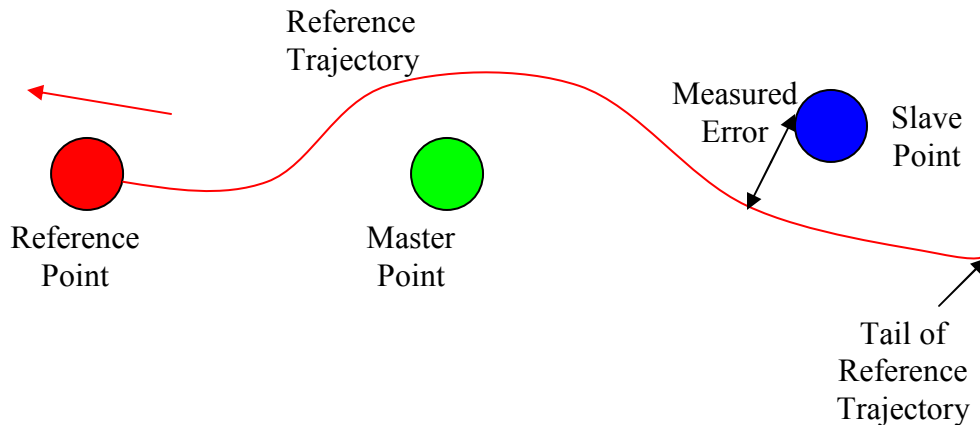 Reference
Trajectory
Measured
Error
Slave
Point
Reference
Point
Master
Point
Tail of
Reference
Trajectory